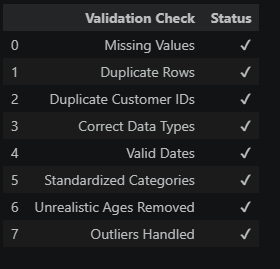 Validation Check Status
0 Missing Values ✓
1 Duplicate Rows ✓
2 Duplicate Customer IDs ✓
3 Correct Data Types ✓
4 Valid Dates ✓
5 Standardized Categories ✓
6 Unrealistic Ages Removed ✓
7 Outliers Handled ✓